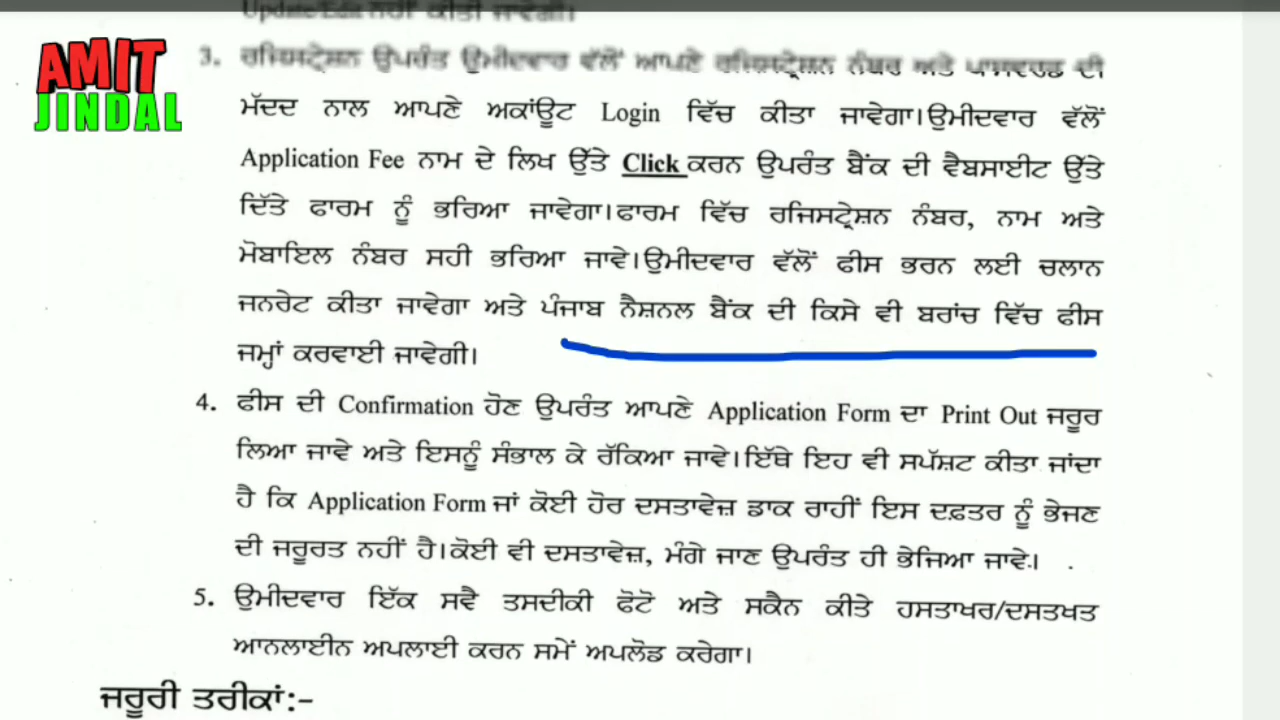 Update/Edit ਨਹੀਂ ਕੀਤੀ ਜਾਵੇਗੀ।
AMIT
JINDAL
3. ਰਜਿਸਟ੍ਰੇਸ਼ਨ ਉਪਰੰਤ ਉਮੀਦਵਾਰ ਵੱਲੋਂ ਆਪਣੇ ਰਜਿਸਟ੍ਰੇਸ਼ਨ ਨੰਬਰ ਅਤੇ ਪਾਸਵਰਡ ਦੀ
ਮੱਦਦ ਨਾਲ ਆਪਣੇ ਅਕਾਂਊਟ Login ਵਿੱਚ ਕੀਤਾ ਜਾਵੇਗਾ।ਉਮੀਦਵਾਰ ਵੱਲੋਂ
Application Fee ਨਾਮ ਦੇ ਲਿਖ ਉੱਤੇ Click ਕਰਨ ਉਪਰੰਤ ਬੈਂਕ ਦੀ ਵੈਬਸਾਈਟ ਉੱਤੇ
ਦਿੱਤੇ ਫਾਰਮ ਨੂੰ ਭਰਿਆ ਜਾਵੇਗਾ।ਫਾਰਮ ਵਿੱਚ ਰਜਿਸਟ੍ਰੇਸ਼ਨ ਨੰਬਰ, ਨਾਮ ਅਤੇ
ਮੋਬਾਇਲ ਨੰਬਰ ਸਹੀ ਭਰਿਆ ਜਾਵੇ।ਉਮੀਦਵਾਰ ਵੱਲੋਂ ਫੀਸ ਭਰਨ ਲਈ ਚਲਾਨ
ਜਨਰੇਟ ਕੀਤਾ ਜਾਵੇਗਾ ਅਤੇ ਪੰਜਾਬ ਨੈਸ਼ਨਲ ਬੈਂਕ ਦੀ ਕਿਸੇ ਵੀ ਬਰਾਂਚ ਵਿੱਚ ਫੀਸ
ਜਮ੍ਹਾਂ ਕਰਵਾਈ ਜਾਵੇਗੀ।
4. ਫੀਸ ਦੀ Confirmation ਹੋਣ ਉਪਰੰਤ ਆਪਣੇ Application Form ਦਾ Print Out ਜਰੂਰ
ਲਿਆ ਜਾਵੇ ਅਤੇ ਇਸਨੂੰ ਸੰਭਾਲ ਕੇ ਰੱਕਿਆ ਜਾਵੇ।ਇੱਥੇ ਇਹ ਵੀ ਸਪੱਸ਼ਟ ਕੀਤਾ ਜਾਂਦਾ
ਹੈ ਕਿ Application Form ਜਾਂ ਕੋਈ ਹੋਰ ਦਸਤਾਵੇਜ਼ ਡਾਕ ਰਾਹੀਂ ਇਸ ਦਫ਼ਤਰ ਨੂੰ ਭੇਜਣ
ਦੀ ਜਰੂਰਤ ਨਹੀਂ ਹੈ।ਕੋਈ ਵੀ ਦਸਤਾਵੇਜ਼, ਮੰਗੇ ਜਾਣ ਉਪਰੰਤ ਹੀ ਭੇਜਿਆ ਜਾਵੇ।
5. ਉਮੀਦਵਾਰ ਇੱਕ ਸਵੈ ਤਸਦੀਕੀ ਫੋਟੋ ਅਤੇ ਸਕੈਨ ਕੀਤੇ ਹਸਤਾਖਰ/ਦਸਤਖਤ
ਆਨਲਾਈਨ ਅਪਲਾਈ ਕਰਨ ਸਮੇਂ ਅਪਲੋਡ ਕਰੇਗਾ।
ਜਰੂਰੀ ਤਰੀਕਾਂ:-